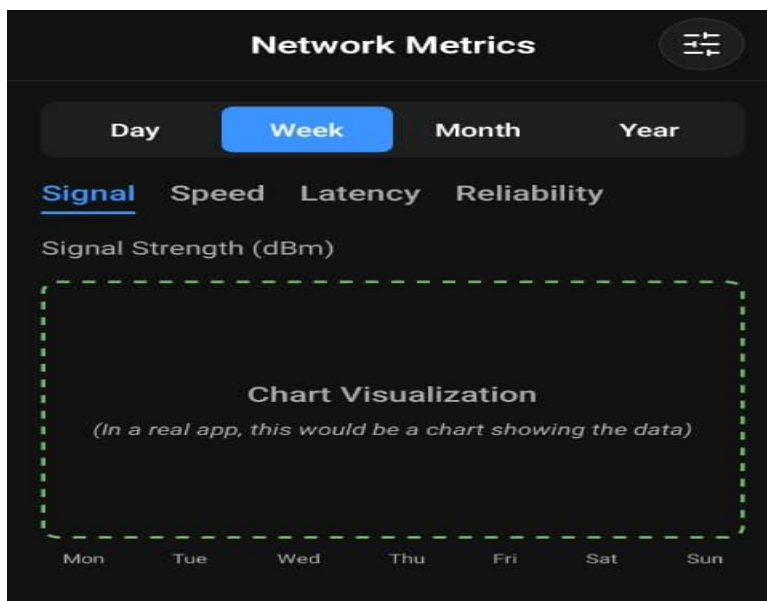 Network Metrics
Day Week Month Year
Signal Speed Latency Reliability
Signal Strength (dBm)
Chart Visualization
(In a real app, this would be a chart showing the data)
Mon Tue Wed Thu Fri Sat Sun